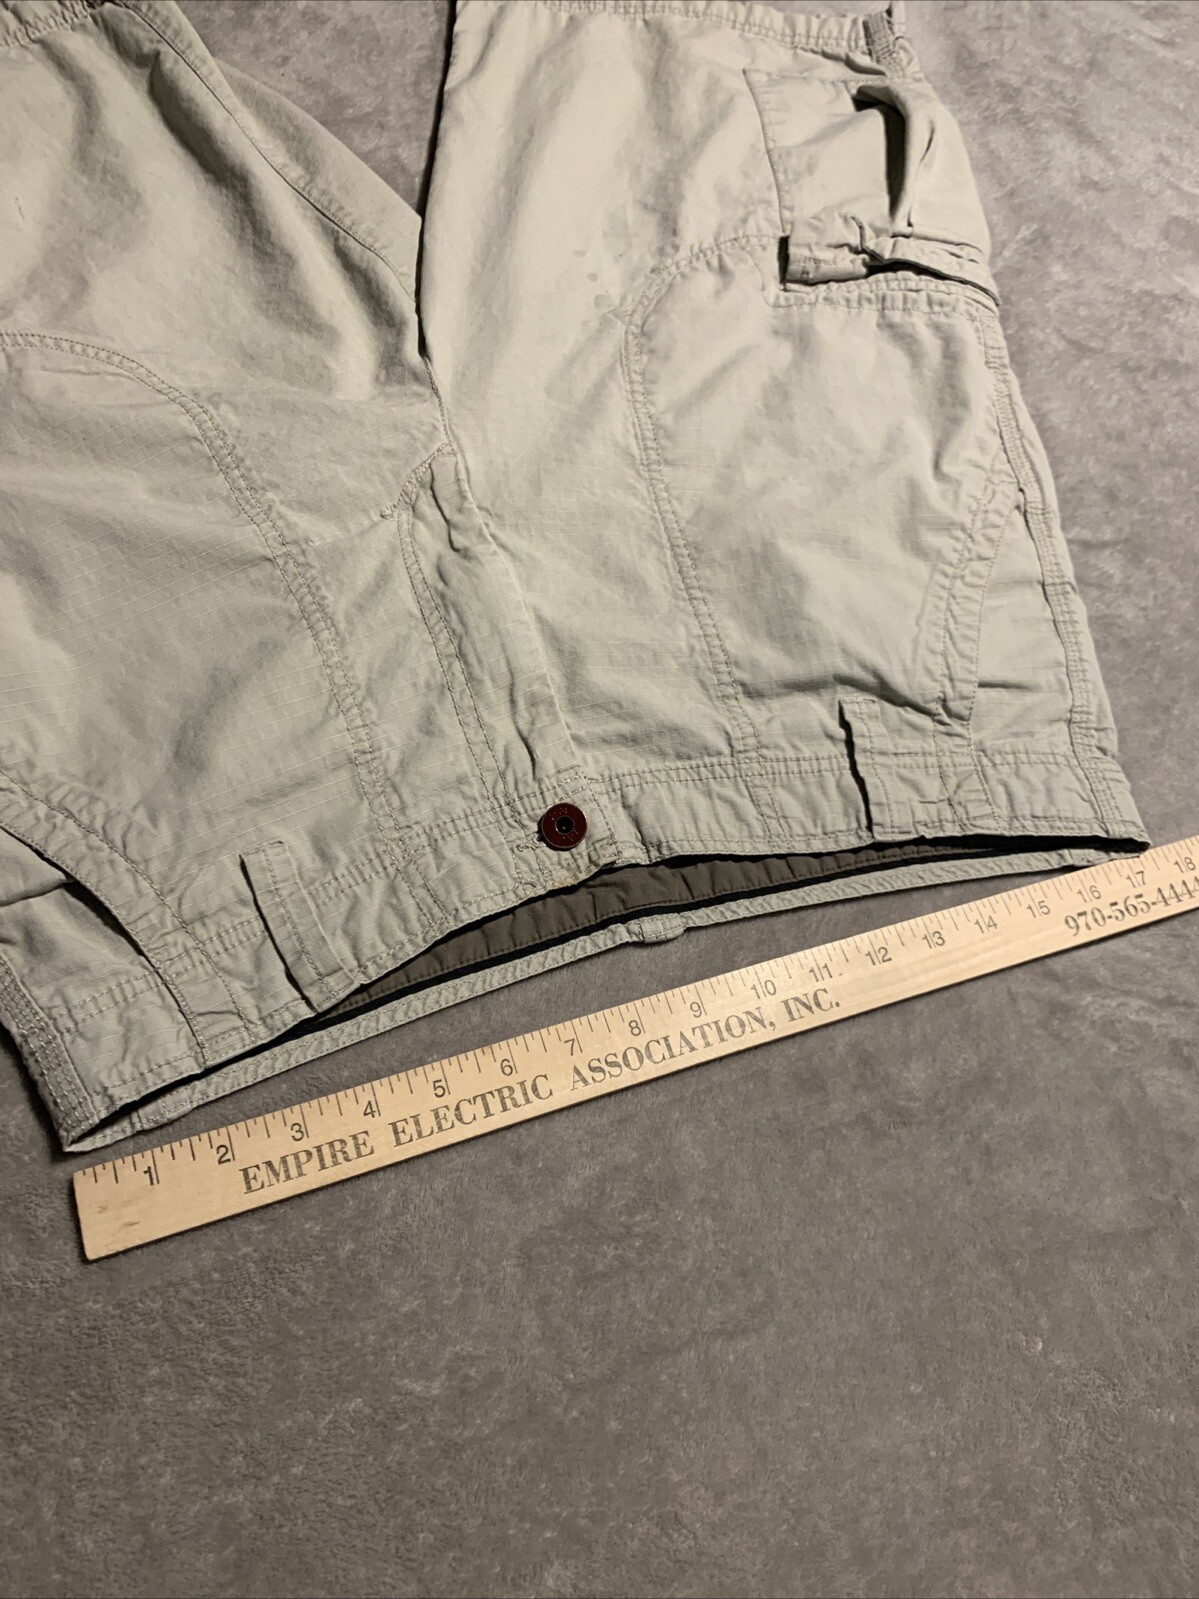 1 2 3 4 5 6 7 8 9 10 11 12 13 14 15 16 17 18
EMPIRE ELECTRIC ASSOCIATION, INC. 970-565-4444